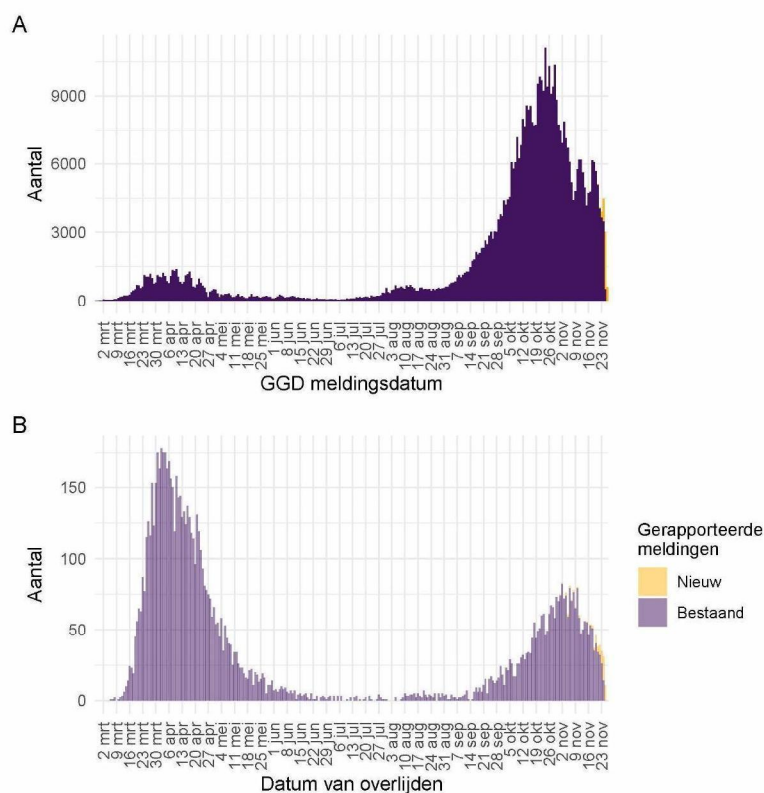 A
Aantal
9000
6000
3000
0
2 mrt
9 mrt
16 mrt
23 mrt
30 mrt
6 apr
13 apr
20 apr
27 apr
4 mei
11 mei
18 mei
25 mei
1 jun
8 jun
15 jun
22 jun
29 jun
6 jul
13 jul
20 jul
27 jul
3 aug
10 aug
17 aug
24 aug
31 aug
7 sep
14 sep
21 sep
28 sep
5 okt
12 okt
19 okt
26 okt
2 nov
9 nov
16 nov
23 nov
GGD meldingsdatum
B
Aantal
150
100
50
0
2 mrt
9 mrt
16 mrt
23 mrt
30 mrt
6 apr
13 apr
20 apr
27 apr
4 mei
11 mei
18 mei
25 mei
1 jun
8 jun
15 jun
22 jun
29 jun
6 jul
13 jul
20 jul
27 jul
3 aug
10 aug
17 aug
24 aug
31 aug
7 sep
14 sep
21 sep
28 sep
5 okt
12 okt
19 okt
26 okt
2 nov
9 nov
16 nov
23 nov
Datum van overlijden
Gerapporteerde
meldingen
Nieuw
Bestaand